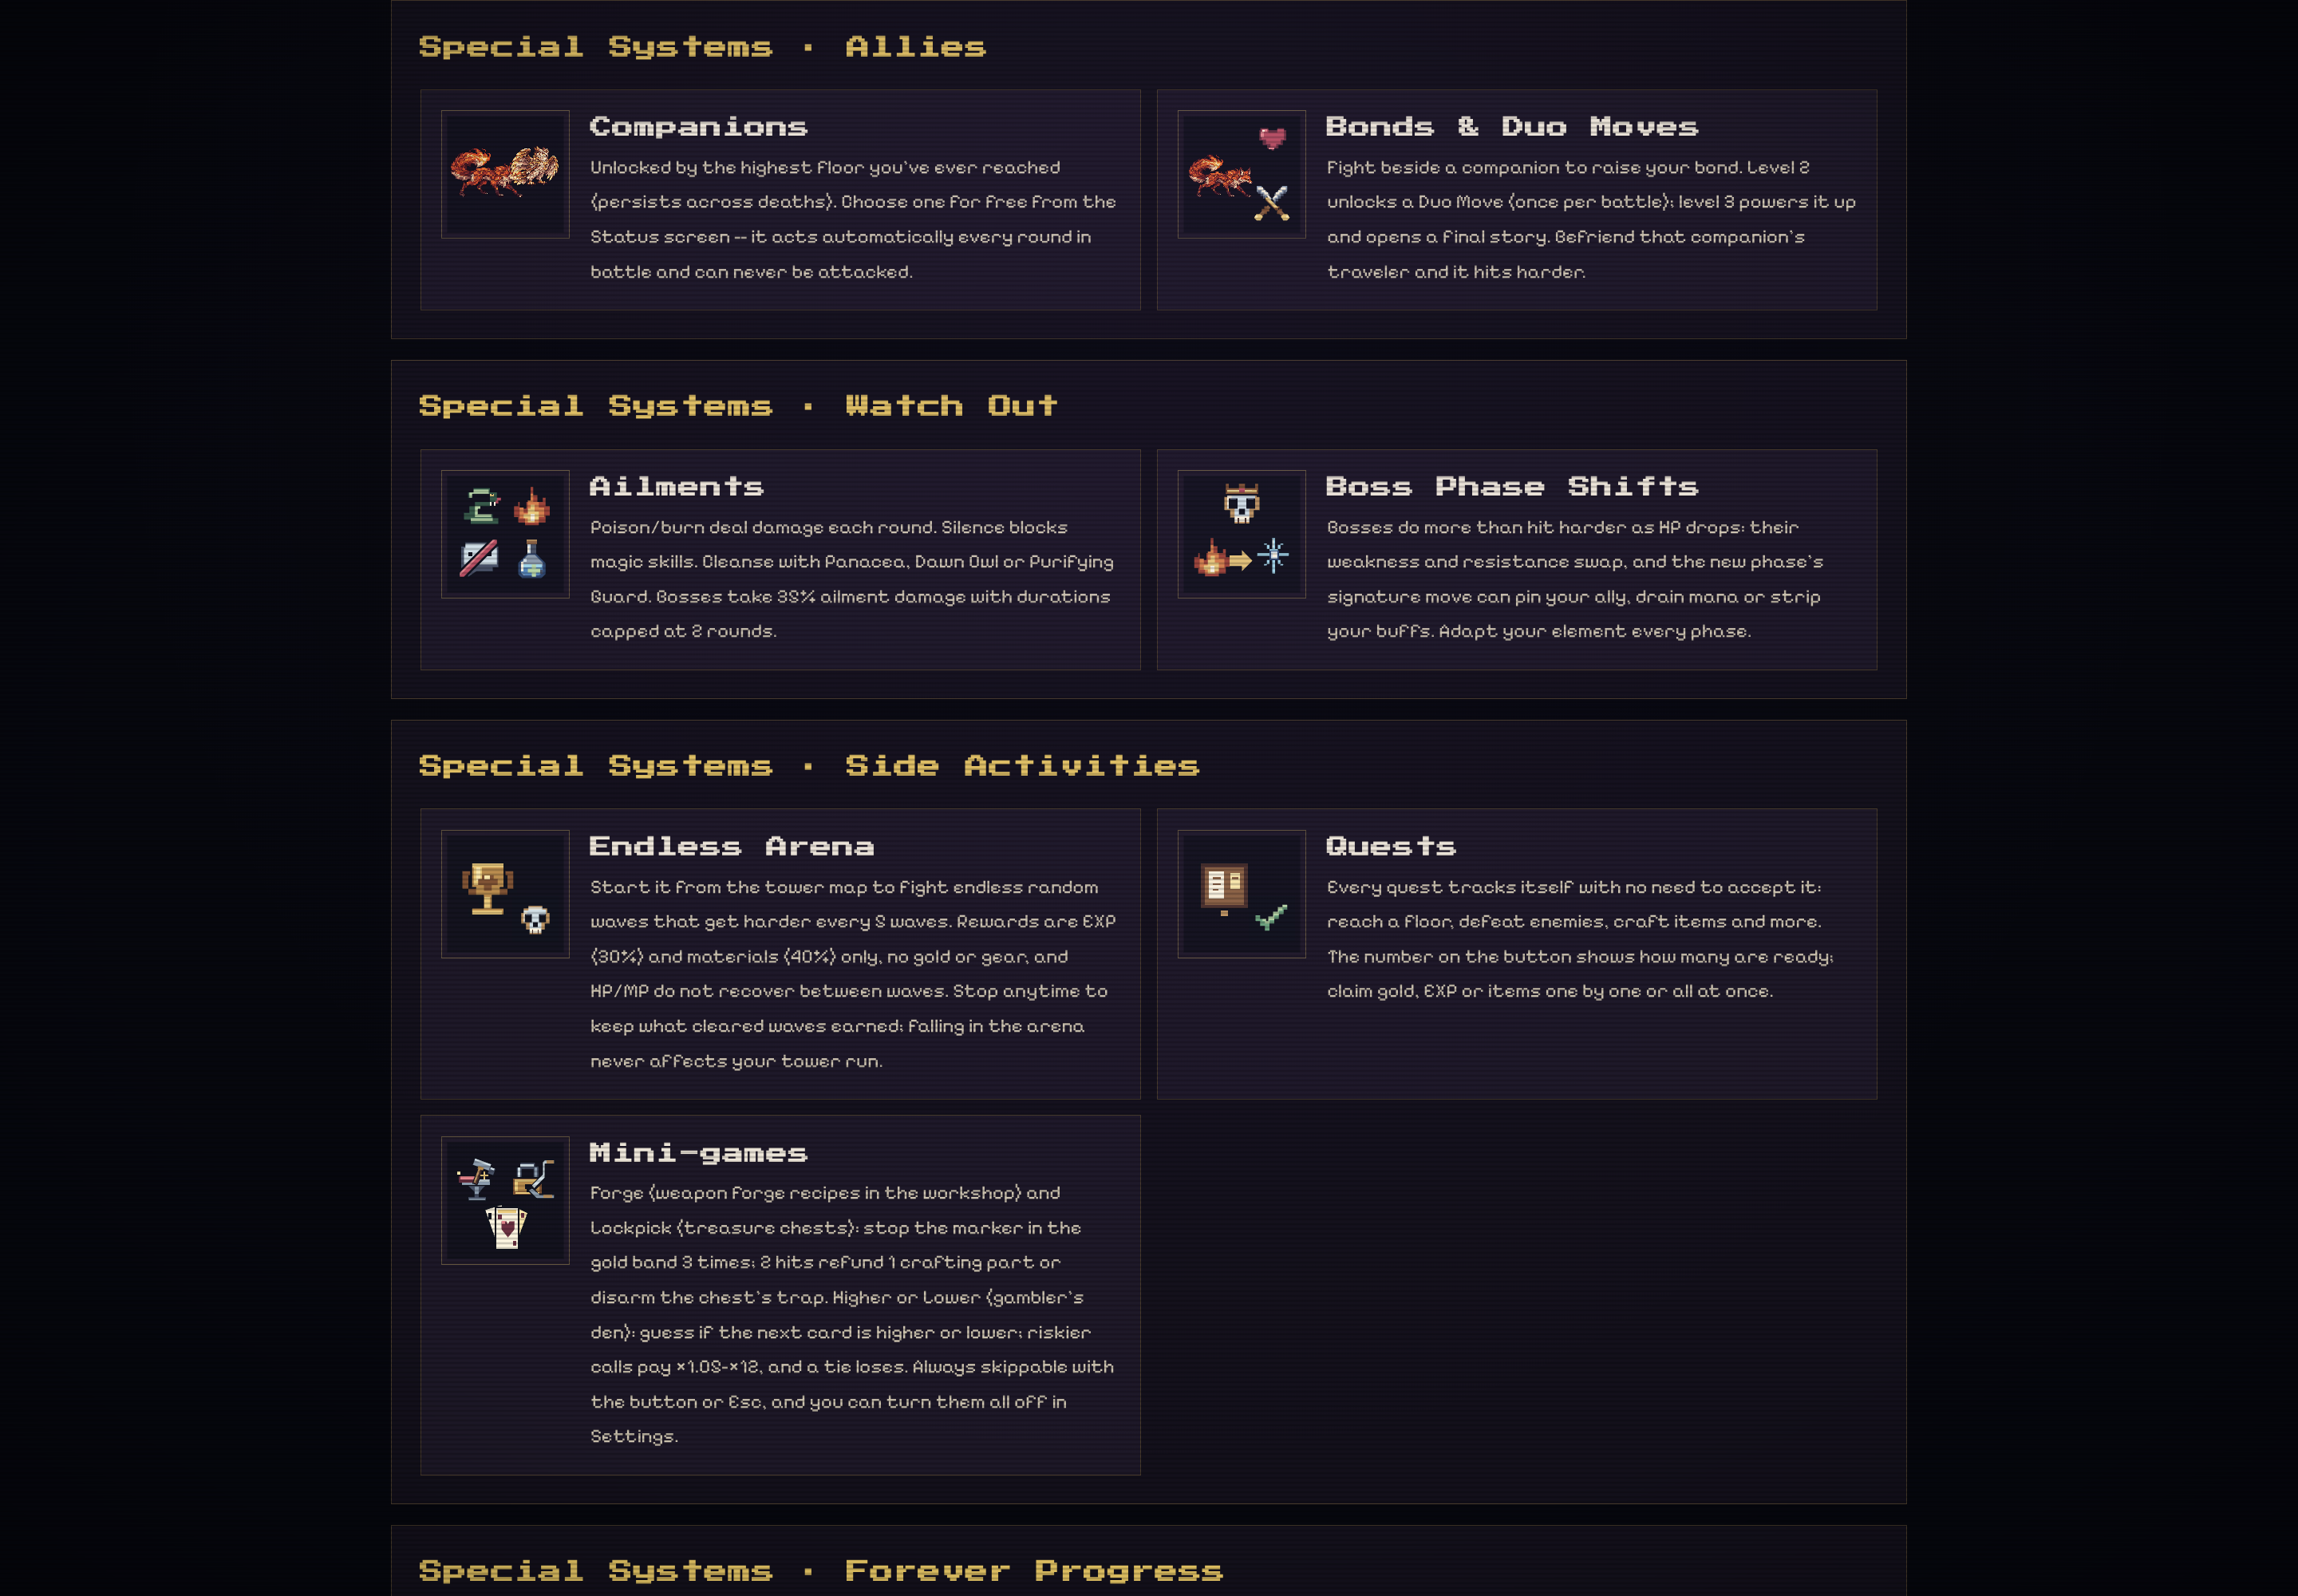 Special Systems · Allies
Companions
Unlocked by the highest floor you've ever reached
(persists across deaths). Choose one for free from the
Status screen -- it acts automatically every round in
battle and can never be attacked.
Bonds & Duo Moves
Fight beside a companion to raise your bond. Level 2
unlocks a Duo Move (once per battle); level 3 powers it up
and opens a final story. Befriend that companion's
traveler and it hits harder.
Special Systems · Watch Out
Ailments
Poison/burn deal damage each round. Silence blocks
magic skills. Cleanse with Panacea, Dawn Owl or Purifying
Guard. Bosses take 35% ailment damage with durations
capped at 2 rounds.
Boss Phase Shifts
Bosses do more than hit harder as HP drops: their
weakness and resistance swap, and the new phase's
signature move can pin your ally, drain mana or strip
your buffs. Adapt your element every phase.
Special Systems · Side Activities
Endless Arena
Start it from the tower map to fight endless random
waves that get harder every 5 waves. Rewards are EXP
(30%) and materials (40%) only, no gold or gear, and
HP/MP do not recover between waves. Stop anytime to
keep what cleared waves earned; falling in the arena
never affects your tower run.
Quests
Every quest tracks itself with no need to accept it:
reach a floor, defeat enemies, craft items and more.
The number on the button shows how many are ready;
claim gold, EXP or items one by one or all at once.
Mini-games
Forge (weapon forge recipes in the workshop) and
Lockpick (treasure chests): stop the marker in the
gold band 3 times; 2 hits refund 1 crafting part or
disarm the chest's trap. Higher or Lower (gambler's
den): guess if the next card is higher or lower; riskier
calls pay ×1.05-×12, and a tie loses. Always skippable with
the button or Esc, and you can turn them all off in
Settings.
Special Systems · Forever Progress